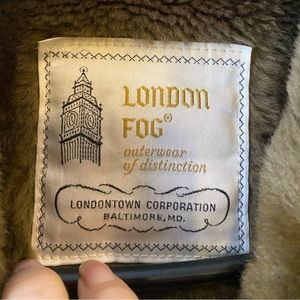 LONDON
FOG®
outerwear
of distinction
LONDONTOWN CORPORATION
BALTIMORE, MD.